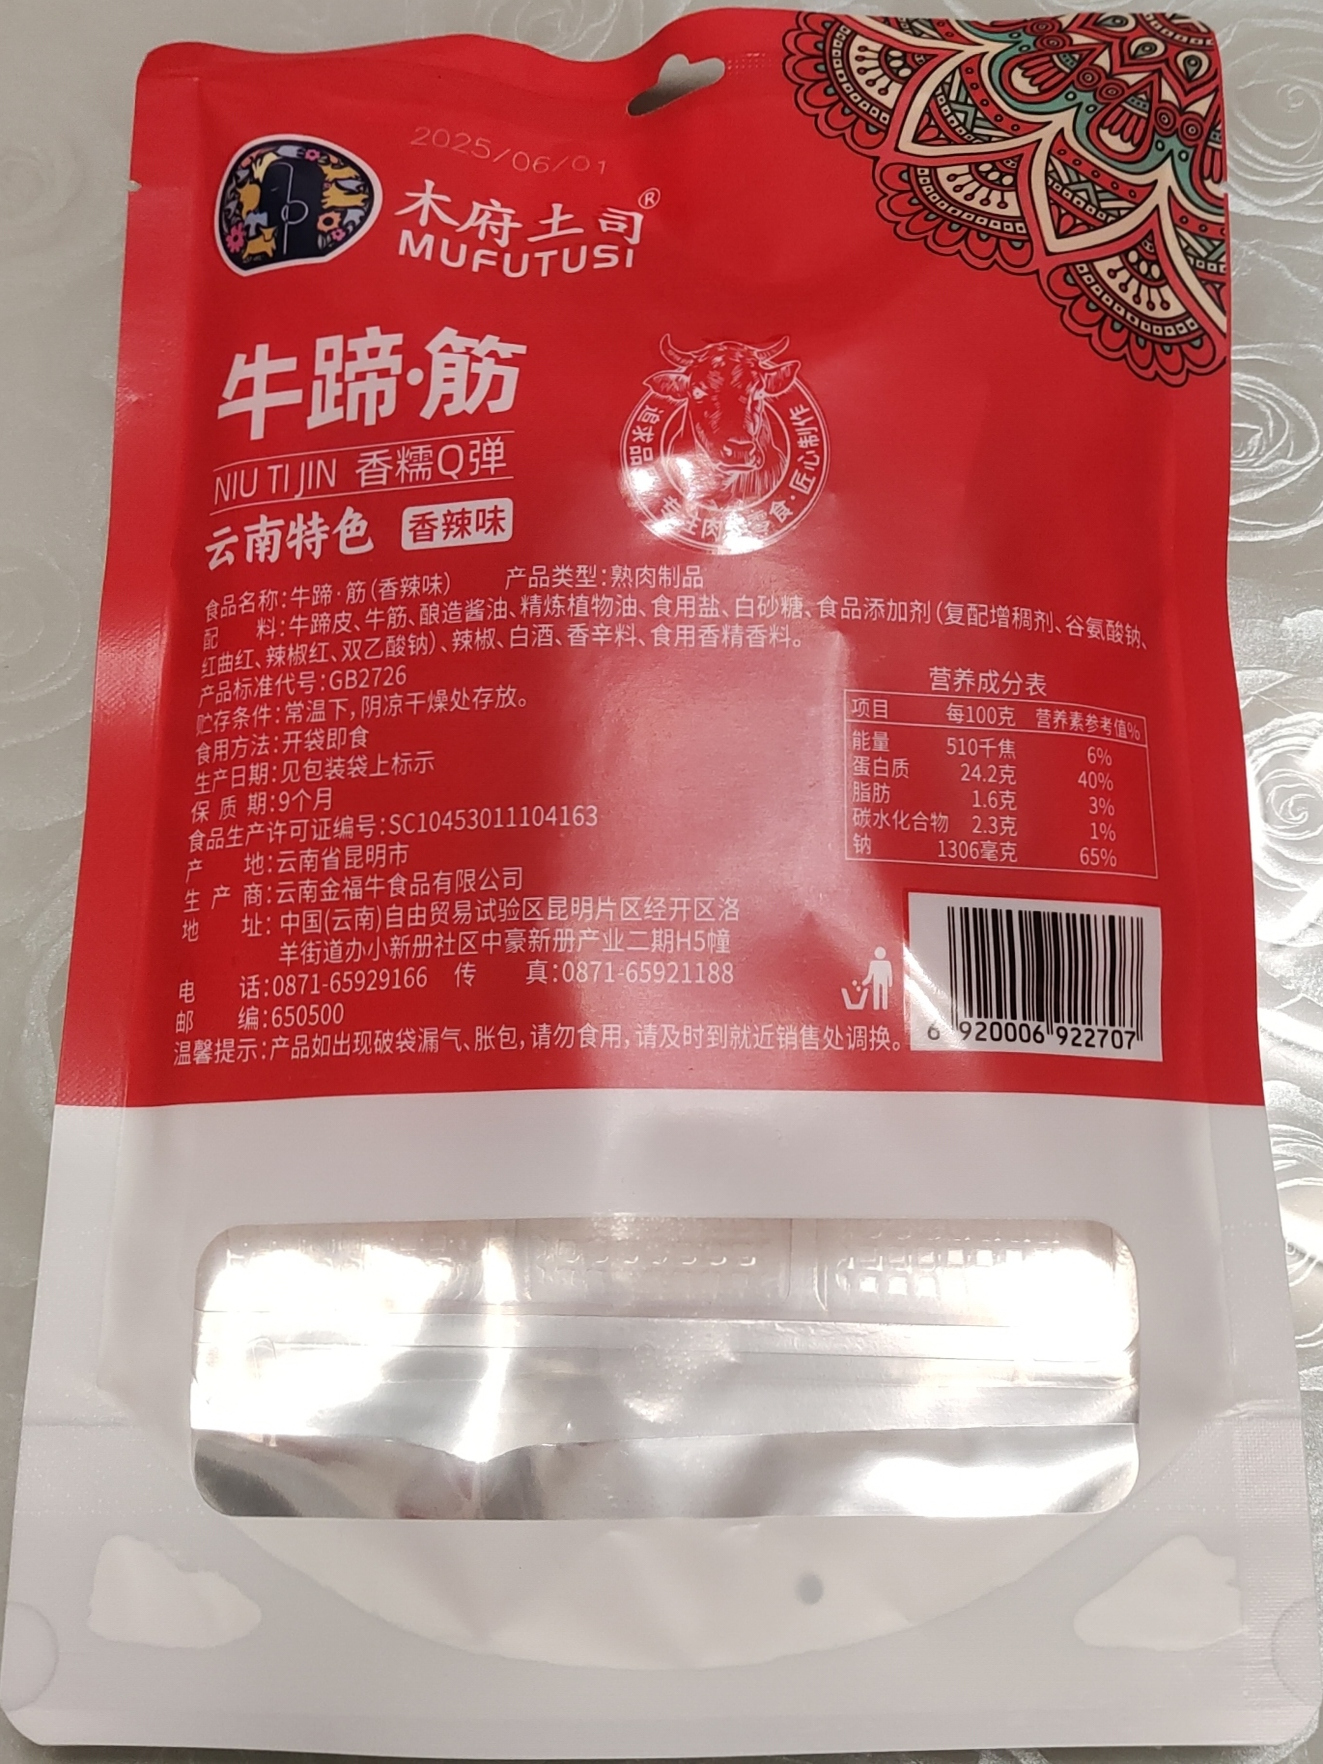 2025/06/01
木府土司®
MUFUTUSI
牛蹄·筋
NIU TI JIN 香糯Q弹
云南特色 香辣味
追求品
食·匠心制作
食品名称:牛蹄·筋(香辣味) 产品类型:熟肉制品
配 料:牛蹄皮、牛筋、酿造酱油、精炼植物油、食用盐、白砂糖、食品添加剂(复配增稠剂、谷氨酸钠、
红曲红、辣椒红、双乙酸钠)、辣椒、白酒、香辛料、食用香精香料。
产品标准代号:GB2726
贮存条件:常温下,阴凉干燥处存放。
食用方法:开袋即食
生产日期:见包装袋上标示
保 质 期:9个月
食品生产许可证编号:SC10453011104163
产 地:云南省昆明市
生 产 商:云南金福牛食品有限公司
地 址:中国(云南)自由贸易试验区昆明片区经开区洛
羊街道办小新册社区中豪新册产业二期H5幢
电 话:0871-65929166 传 真:0871-65921188
邮 编:650500
温馨提示:产品如出现破袋漏气、胀包,请勿食用,请及时到就近销售处调换。
营养成分表
项目 每100克 营养素参考值%
能量 510千焦 6%
蛋白质 24.2克 40%
脂肪 1.6克 3%
碳水化合物 2.3克 1%
钠 1306毫克 65%
6 920006 922707